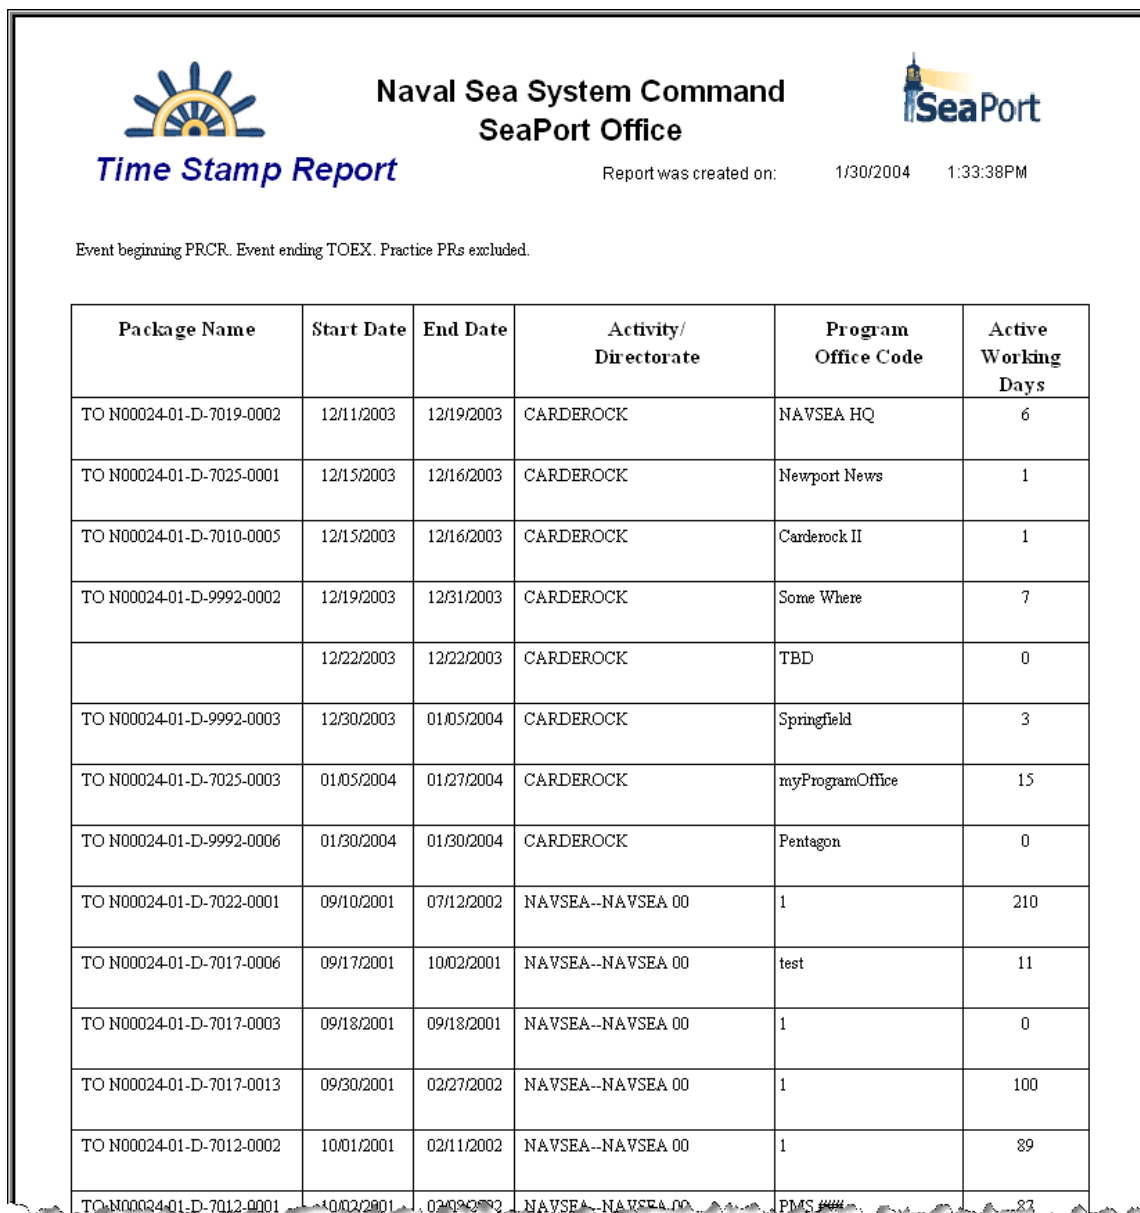 Naval Sea System Command
SeaPort Office
SeaPort
Time Stamp Report
Report was created on: 1/30/2004 1:33:38PM
Event beginning PRCR. Event ending TOEX. Practice PRs excluded.
Package Name Start Date End Date Activity/ Directorate Program Office Code Active Working Days
TO N00024-01-D-7019-0002 12/11/2003 12/19/2003 CARDEROCK NAVSEA HQ 6
TO N00024-01-D-7025-0001 12/15/2003 12/16/2003 CARDEROCK Newport News 1
TO N00024-01-D-7010-0005 12/15/2003 12/16/2003 CARDEROCK Carderock II 1
TO N00024-01-D-9992-0002 12/19/2003 12/31/2003 CARDEROCK Some Where 7
12/22/2003 12/22/2003 CARDEROCK TBD 0
TO N00024-01-D-9992-0003 12/30/2003 01/05/2004 CARDEROCK Springfield 3
TO N00024-01-D-7025-0003 01/05/2004 01/27/2004 CARDEROCK myProgramOffice 15
TO N00024-01-D-9992-0006 01/30/2004 01/30/2004 CARDEROCK Pentagon 0
TO N00024-01-D-7022-0001 09/10/2001 07/12/2002 NAVSEA--NAVSEA 00 1 210
TO N00024-01-D-7017-0006 09/17/2001 10/02/2001 NAVSEA--NAVSEA 00 test 11
TO N00024-01-D-7017-0003 09/18/2001 09/18/2001 NAVSEA--NAVSEA 00 1 0
TO N00024-01-D-7017-0013 09/30/2001 02/27/2002 NAVSEA--NAVSEA 00 1 100
TO N00024-01-D-7012-0002 10/01/2001 02/11/2002 NAVSEA--NAVSEA 00 1 89
TO N00024-01-D-7012-0001 10/02/2001 NAVSEA--NAVSEA 00 PMS ###